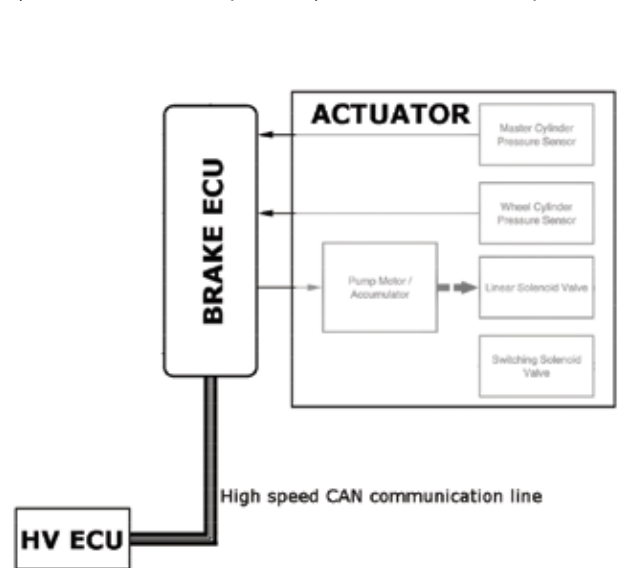 ACTUATOR
Master Cylinder
Pressure Sensor
BRAKE ECU
Wheel Cylinder
Pressure Sensor
Pump Motor /
Accumulator
Linear Solenoid Valve
Switching Solenoid
Valve
High speed CAN communication line
HV ECU